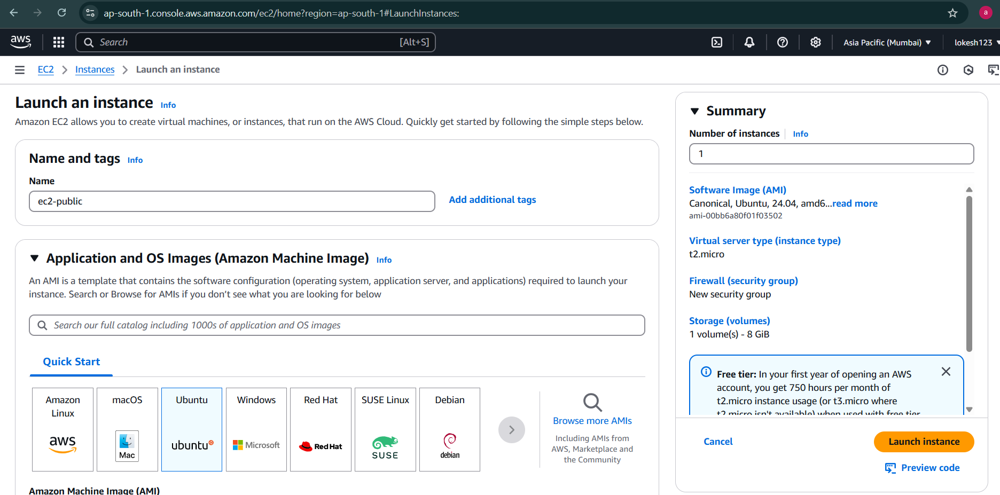 ap-south-1.console.aws.amazon.com/ec2/home?region=ap-south-1#LaunchInstances:
a
aws
Search
[Alt+S]
Asia Pacific (Mumbai)
lokesh123
EC2
Instances
Launch an instance
Launch an instance
Info
Amazon EC2 allows you to create virtual machines, or instances, that run on the AWS Cloud. Quickly get started by following the simple steps below.
Name and tags
Info
Name
ec2-public
Add additional tags
Application and OS Images (Amazon Machine Image)
Info
An AMI is a template that contains the software configuration (operating system, application server, and applications) required to launch your
instance. Search or Browse for AMIs if you don't see what you are looking for below
Search our full catalog including 1000s of application and OS images
Quick Start
Amazon
Linux
aws
macOS
Mac
Ubuntu
ubuntu
Windows
Microsoft
Red Hat
Red Hat
SUSE Linux
SUSE
Debian
debian
Browse more AMIs
Including AMIs from
AWS, Marketplace and
the Community
Amazon Machine Image (AMI)
Summary
Number of instances
Info
1
Software Image (AMI)
Canonical, Ubuntu, 24.04, amd6...read more
ami-00bb6a80f01f03502
Virtual server type (instance type)
t2.micro
Firewall (security group)
New security group
Storage (volumes)
1 volume(s) - 8 GiB
Free tier: In your first year of opening an AWS
account, you get 750 hours per month of
t2.micro instance usage (or t3.micro where
t2.micro isn't available) when used with free tier
Cancel
Launch instance
Preview code